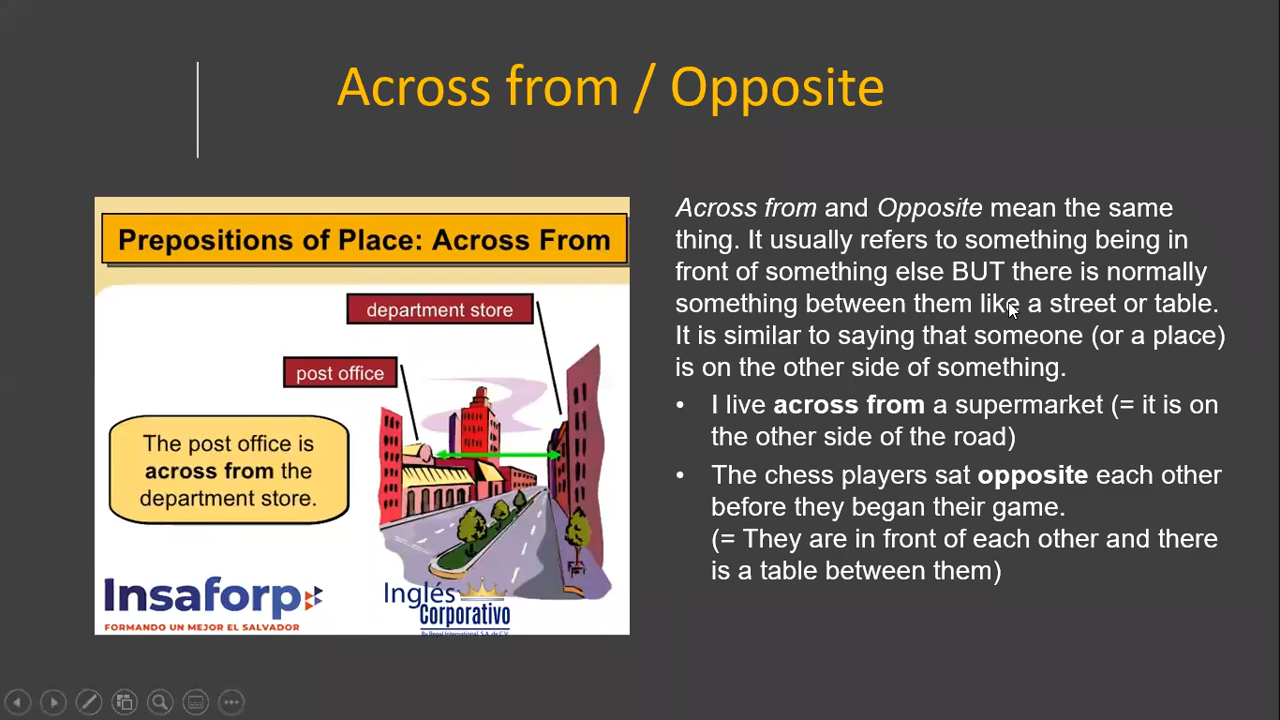 Across from / Opposite
Prepositions of Place: Across From
department store
post office
The post office is
across from the
department store.
Insaforp
FORMANDO UN MEJOR EL SALVADOR
Inglés
Corporativo
By Regal International, S.A. de C.V.
Across from and Opposite mean the same
thing. It usually refers to something being in
front of something else BUT there is normally
something between them like a street or table.
It is similar to saying that someone (or a place)
is on the other side of something.
• I live across from a supermarket (= it is on
the other side of the road)
• The chess players sat opposite each other
before they began their game.
(= They are in front of each other and there
is a table between them)